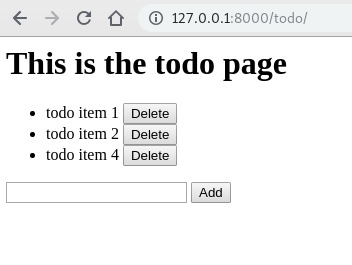 127.0.0.1:8000/todo/
This is the todo page
todo item 1 Delete
todo item 2 Delete
todo item 4 Delete
Add